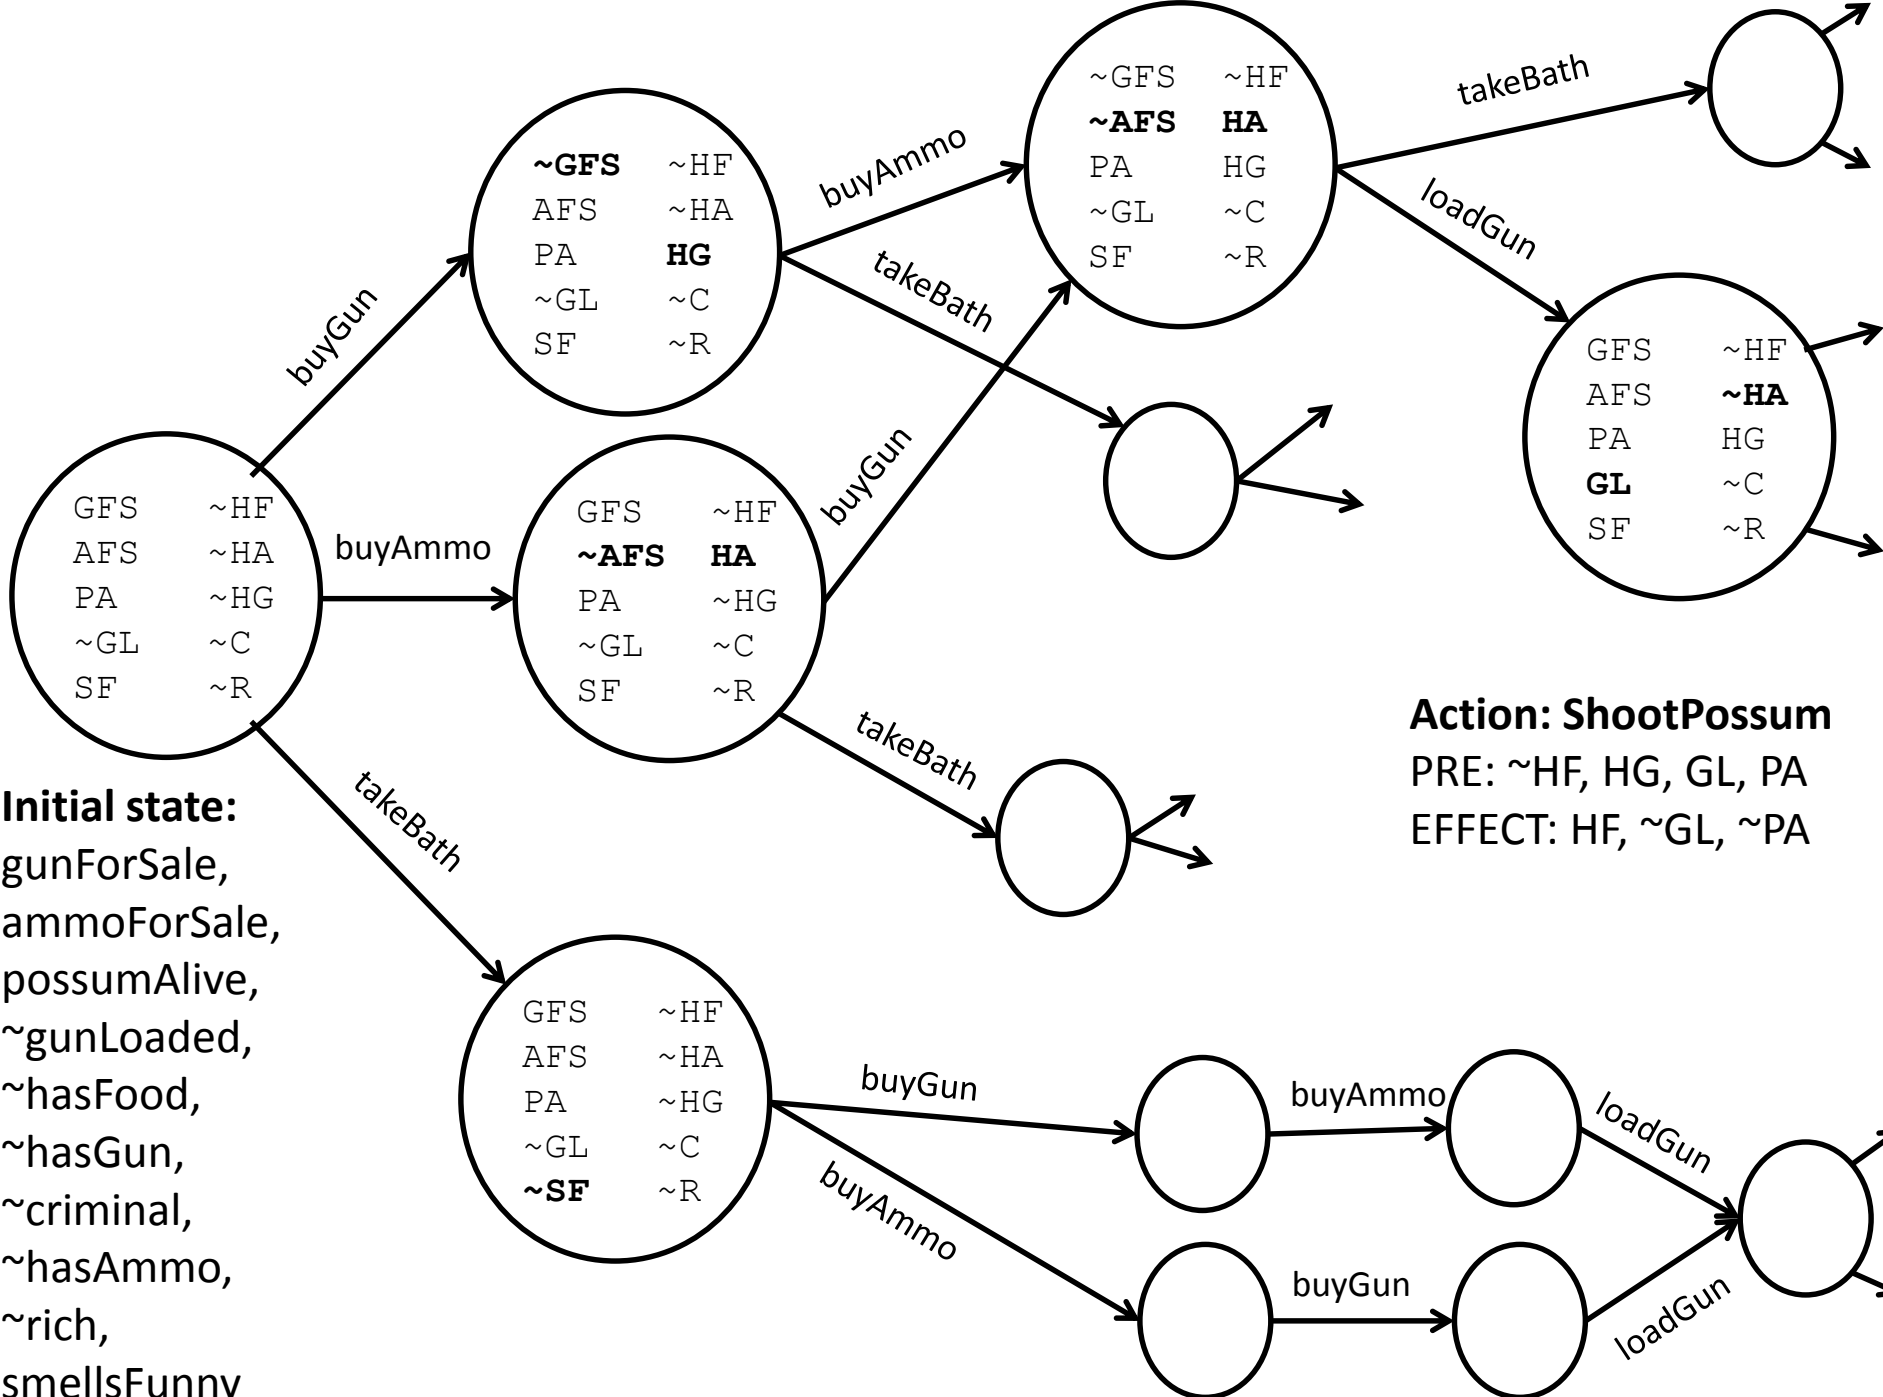 ~GFS ~HF
~AFS HA
PA HG
~GL ~C
SF ~R
takeBath
loadGun
~GFS ~HF
AFS ~HA
PA HG
~GL ~C
SF ~R
buyAmmo
takeBath
buyGun
GFS ~HF
AFS ~HA
PA HG
GL ~C
SF ~R
buyGun
GFS ~HF
AFS ~HA
PA ~HG
~GL ~C
SF ~R
buyAmmo
GFS ~HF
~AFS HA
PA ~HG
~GL ~C
SF ~R
takeBath
Action: ShootPossum
PRE: ~HF, HG, GL, PA
EFFECT: HF, ~GL, ~PA
takeBath
Initial state:
gunForSale,
ammoForSale,
possumAlive,
~gunLoaded,
~hasFood,
~hasGun,
~criminal,
~hasAmmo,
~rich,
smellsFunny
GFS ~HF
AFS ~HA
PA ~HG
~GL ~C
~SF ~R
buyGun
buyAmmo
loadGun
buyAmmo
buyGun
loadGun